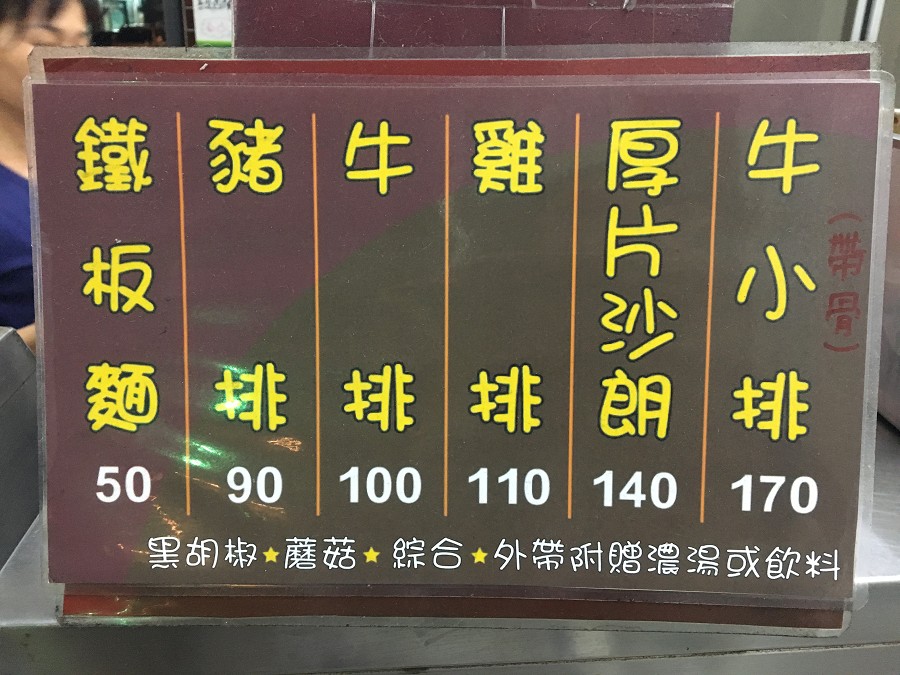 鐵板麵
50
豬排
90
牛排
100
雞排
110
厚片沙朗
140
牛小排
170
(帶骨)
黑胡椒★蘑菇★綜合★外帶附贈濃湯或飲料